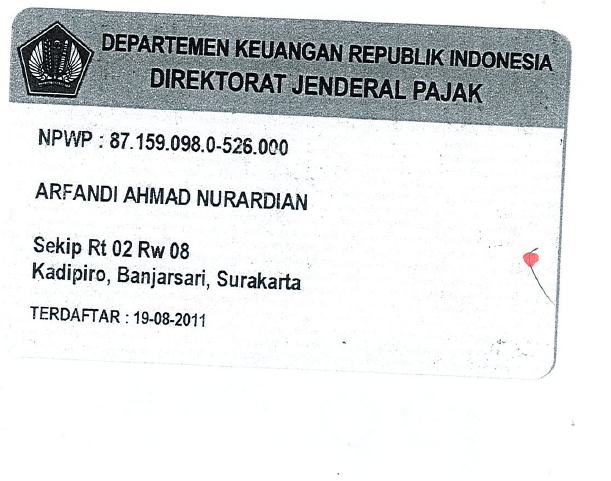 DEPARTEMEN KEUANGAN REPUBLIK INDONESIA
DIREKTORAT JENDERAL PAJAK
NPWP : 87.159.098.0-526.000
ARFANDI AHMAD NURARDIAN
Sekip Rt 02 Rw 08
Kadipiro, Banjarsari, Surakarta
TERDAFTAR : 19-08-2011